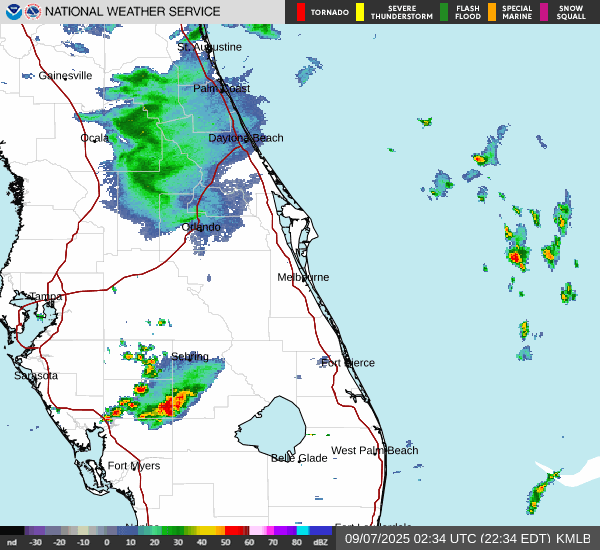 NATIONAL WEATHER SERVICE
TORNADO
SEVERE THUNDERSTORM
FLASH FLOOD
SPECIAL MARINE
SNOW SQUALL
St. Augustine
Gainesville
Palm Coast
Ocala
Daytona Beach
Orlando
Melbourne
Tampa
Sebring
Fort Pierce
Sarasota
West Palm Beach
Belle Glade
Fort Myers
nd -30 -20 -10 0 10 20 30 40 50 60 70 80 dBZ
09/07/2025 02:34 UTC (22:34 EDT) KMLB